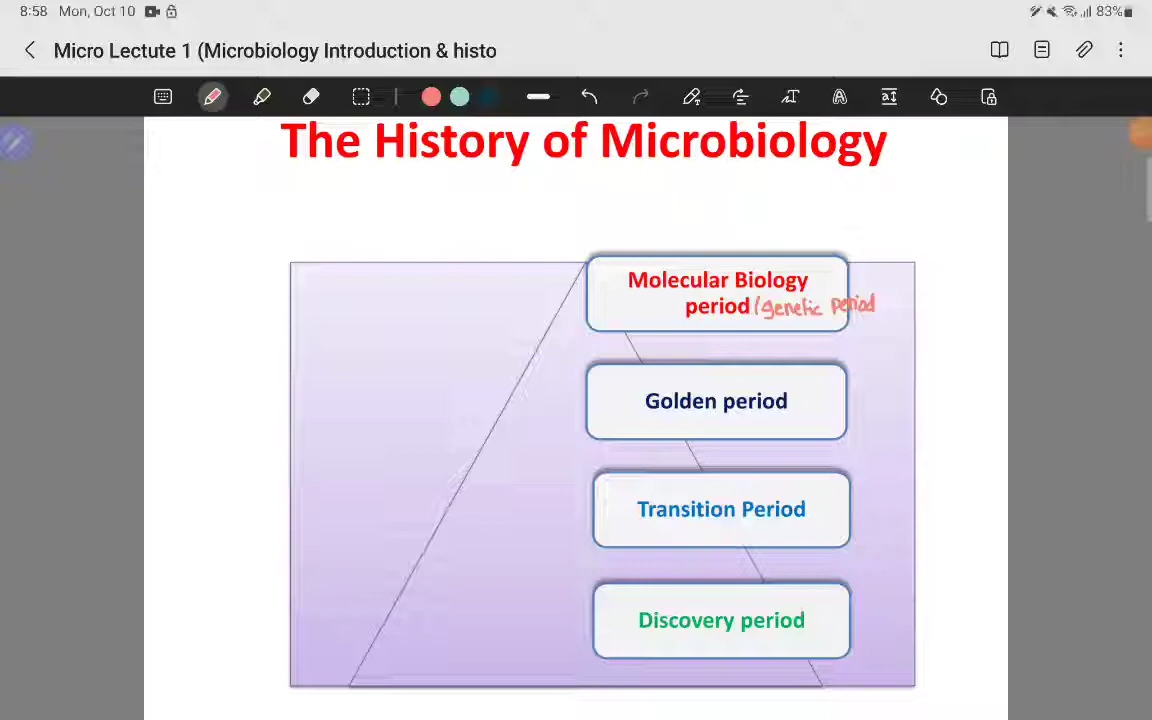 8:58 Mon, Oct 10 83%
Micro Lectute 1 (Microbiology Introduction & histo
The History of Microbiology
Molecular Biology
period /genetic period
Golden period
Transition Period
Discovery period